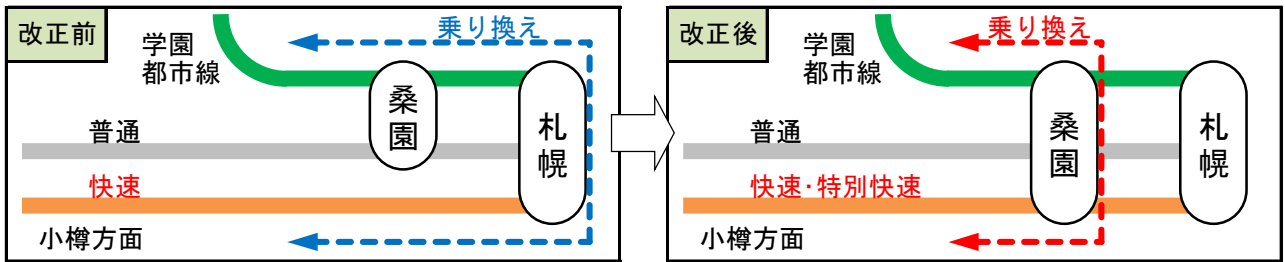 改正前
乗り換え
学園
都市線
桑園
札幌
普通
快速
小樽方面
改正後
乗り換え
学園
都市線
桑園
札幌
普通
快速・特別快速
小樽方面